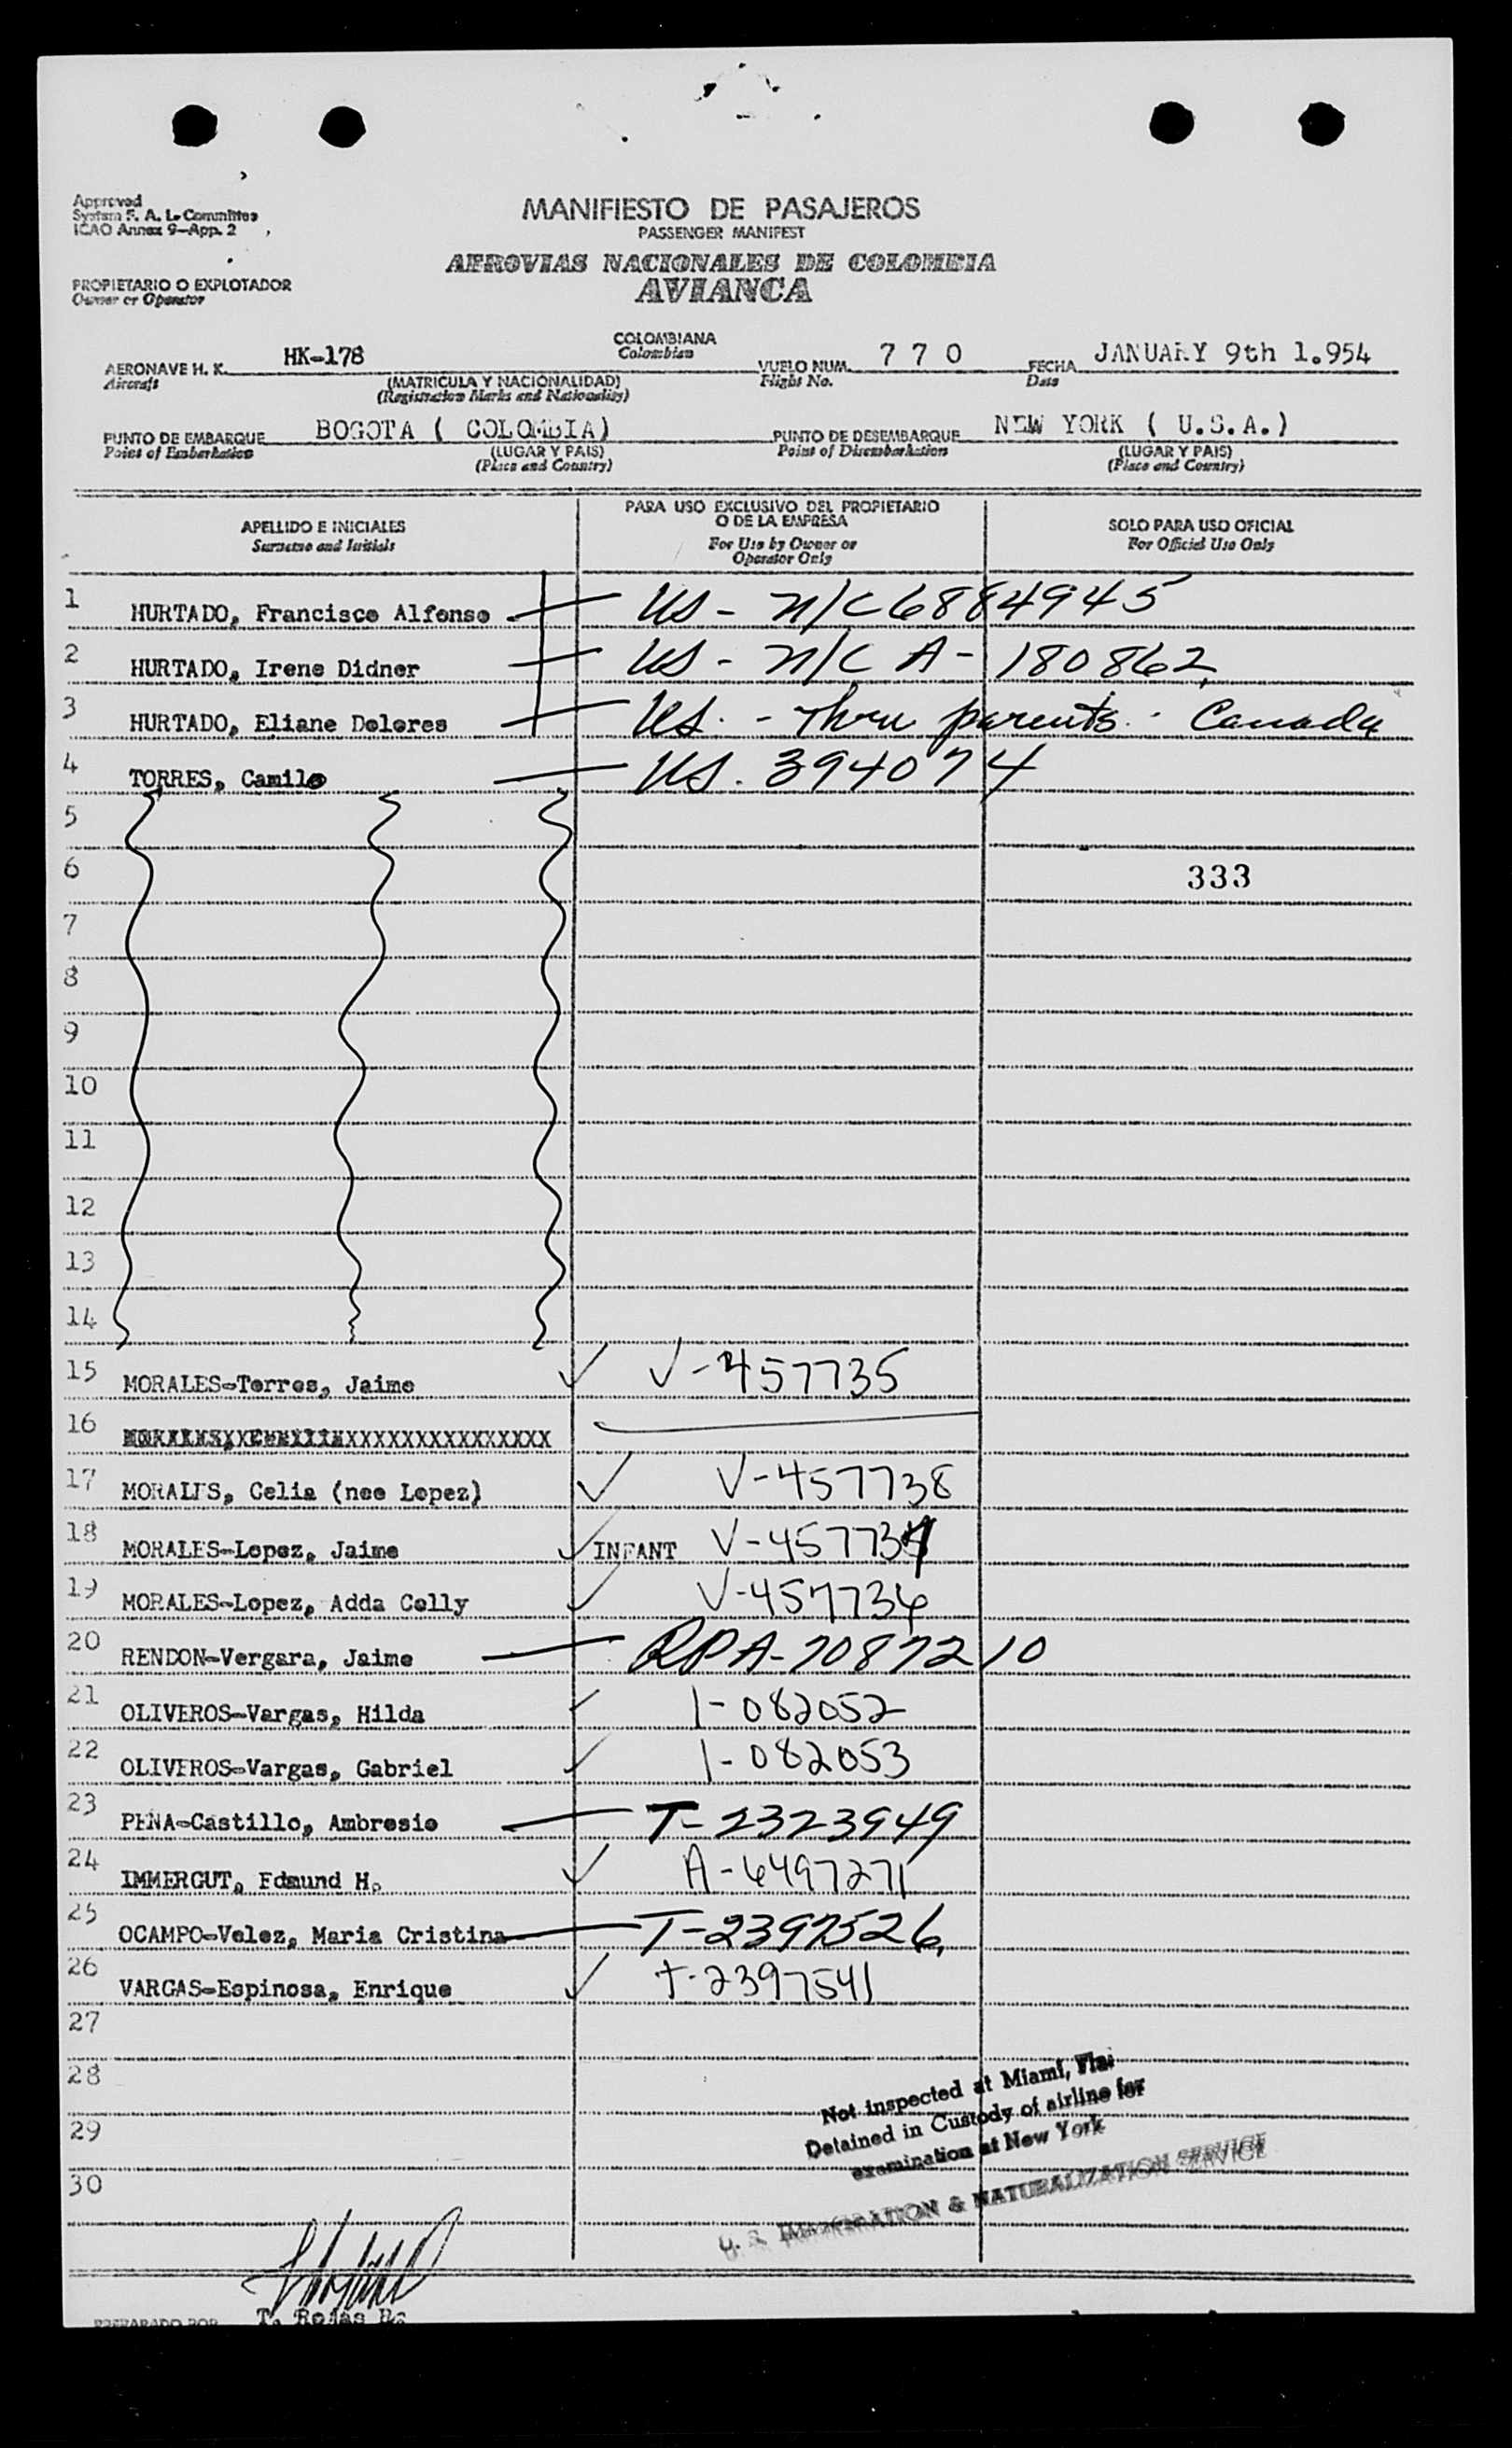 Approved
System F. A. L. Committee
ICAO Annex 9-App. 2
MANIFIESTO DE PASAJEROS
PASSENGER MANIFEST
AEROVIAS NACIONALES DE COLOMBIA
AVIANCA
PROPIETARIO O EXPLOTADOR
Owner or Operator
AERONAVE H. K. HK-178 COLOMBIANA VUELO NUM. 7 7 0 FECHA JANUARY 9th 1.954
Aircraft Colombian Flight No. Date
(MATRICULA Y NACIONALIDAD)
(Registration Marks and Nationality)
PUNTO DE EMBARQUE BOGOTA ( COLOMBIA) PUNTO DE DESEMBARQUE NEW YORK ( U.S.A.)
Point of Embarkation (LUGAR Y PAIS) Point of Disembarkation (LUGAR Y PAIS)
(Place and Country) (Place and Country)
APELLIDO E INICIALES PARA USO EXCLUSIVO DEL PROPIETARIO O DE LA EMPRESA SOLO PARA USO OFICIAL
Surname and Initials For Use by Owner or Operator Only For Official Use Only
1 HURTADO, Francisco Alfonso US - N/C 6884945
2 HURTADO, Irene Didner US - N/C A-180862
3 HURTADO, Eliane Dolores US. - Thru parents. Canada
4 TORRES, Camilo US. 394074
5
6 333
7
8
9
10
11
12
13
14
15 MORALES-Torres, Jaime V-457735
16
17 MORALES, Celia (nee Lopez) V-457738
18 MORALES-Lopez, Jaime INFANT V-457737
19 MORALES-Lopez, Adda Celly V-457736
20 RENDON-Vergara, Jaime RPA-7087210
21 OLIVEROS-Vargas, Hilda 1-082052
22 OLIVEROS-Vargas, Gabriel 1-082053
23 PENA-Castillo, Ambrosio T-2323949
24 IMMERGUT, Edmund H. A-6497271
25 OCAMPO-Velez, Maria Cristina T-2397526
26 VARGAS-Espinosa, Enrique T-2397541
27
28
29
30
Not inspected at Miami, Fla.
Detained in Custody of airline for
examination at New York
U. S. IMMIGRATION & NATURALIZATION SERVICE
PREPARADO POR T. Rojas R.